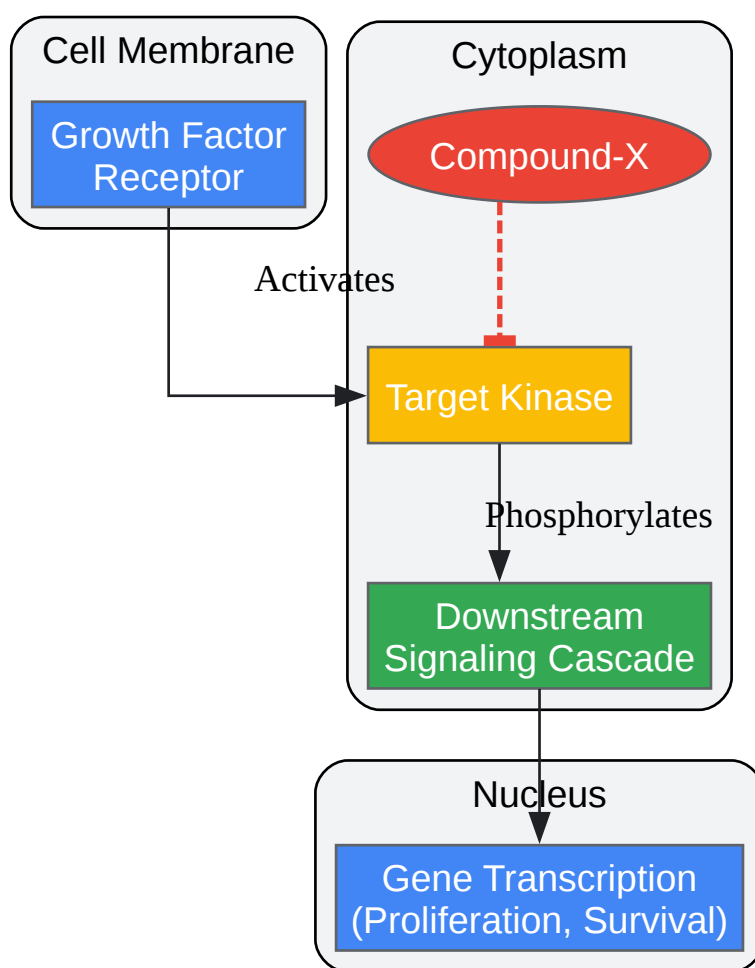 Cell Membrane
Growth Factor
Receptor
Cytoplasm
Compound-X
Activates
Target Kinase
Phosphorylates
Downstream
Signaling Cascade
Nucleus
Gene Transcription
(Proliferation, Survival)